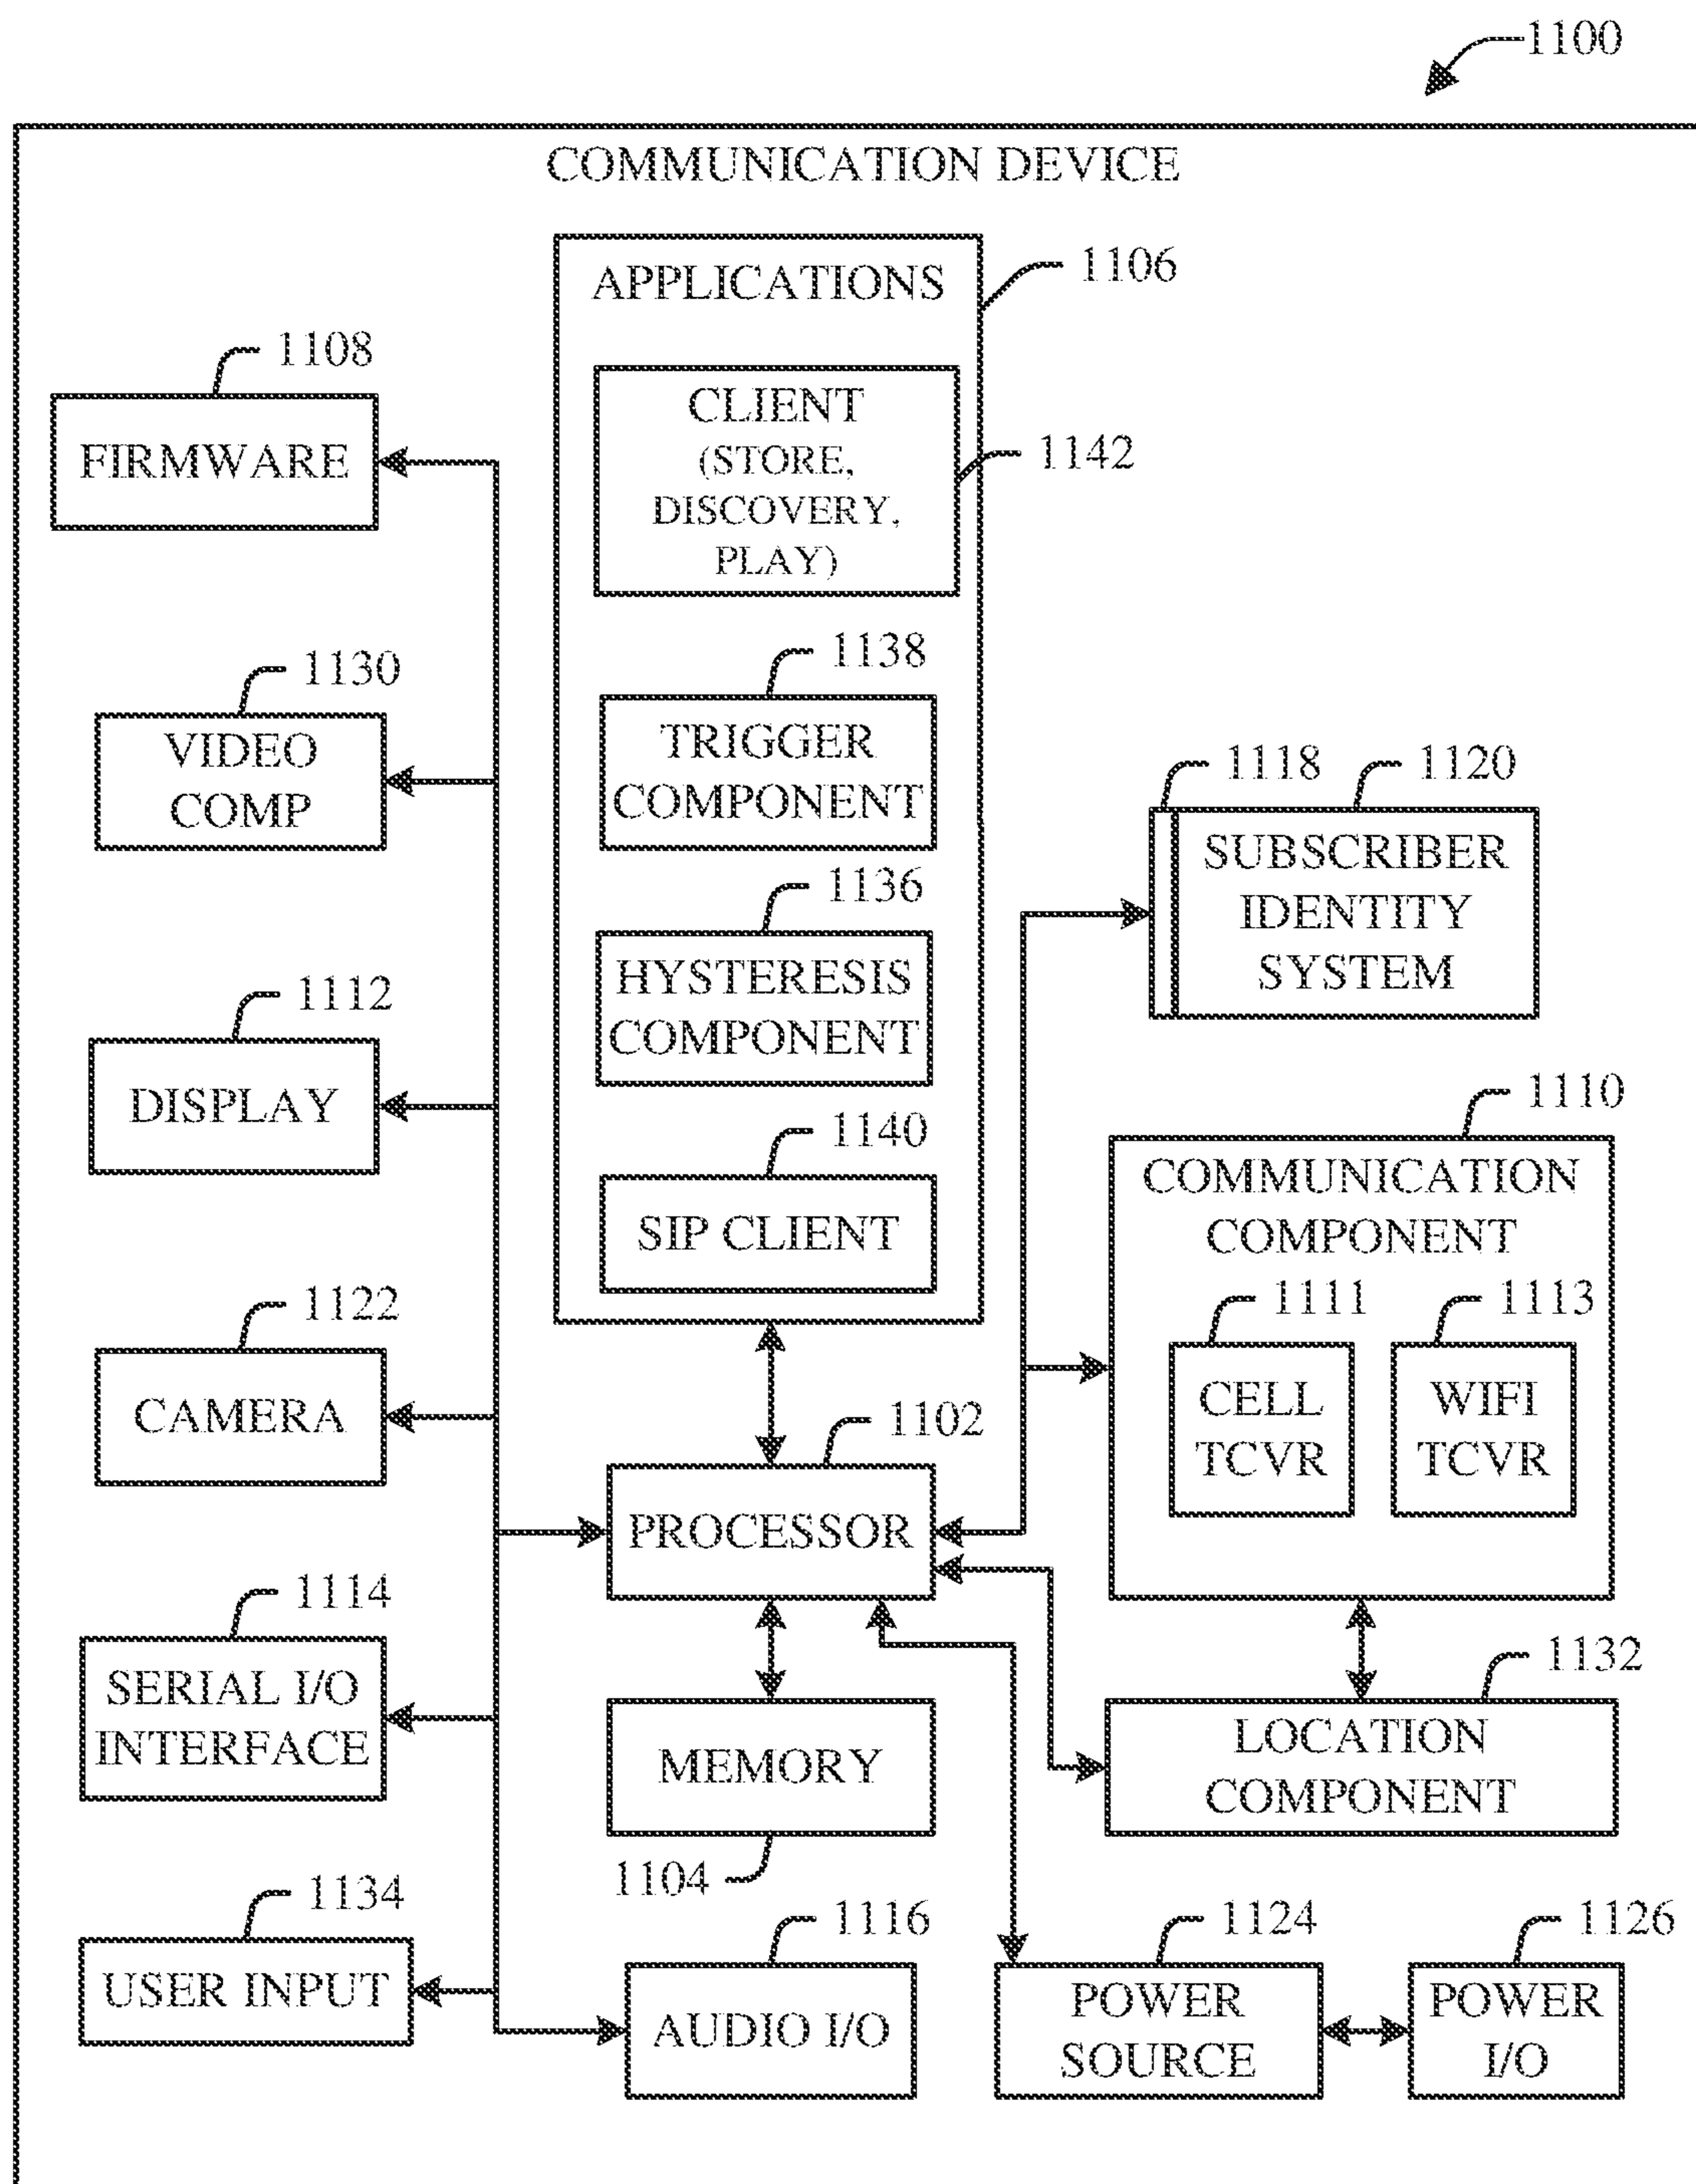 1100
COMMUNICATION DEVICE
APPLICATIONS
1106
CLIENT
(STORE,
DISCOVERY,
PLAY)
1142
1108
FIRMWARE
1138
TRIGGER
COMPONENT
1130
VIDEO
COMP
1118
1120
SUBSCRIBER
IDENTITY
SYSTEM
1136
HYSTERESIS
COMPONENT
1112
DISPLAY
1110
COMMUNICATION
COMPONENT
1140
SIP CLIENT
1111
CELL
TCVR
1113
WIFI
TCVR
1122
CAMERA
1102
PROCESSOR
1114
SERIAL I/O
INTERFACE
MEMORY
1104
1132
LOCATION
COMPONENT
1134
USER INPUT
1116
AUDIO I/O
1124
POWER
SOURCE
1126
POWER
I/O